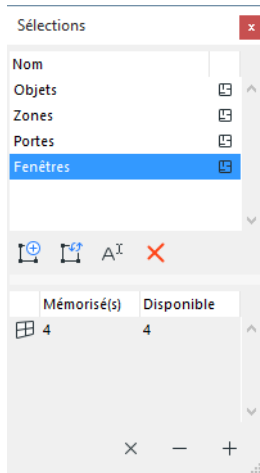 Sélections
Nom
Objets
Zones
Portes
Fenêtres
Mémorisé(s) Disponible
4 4